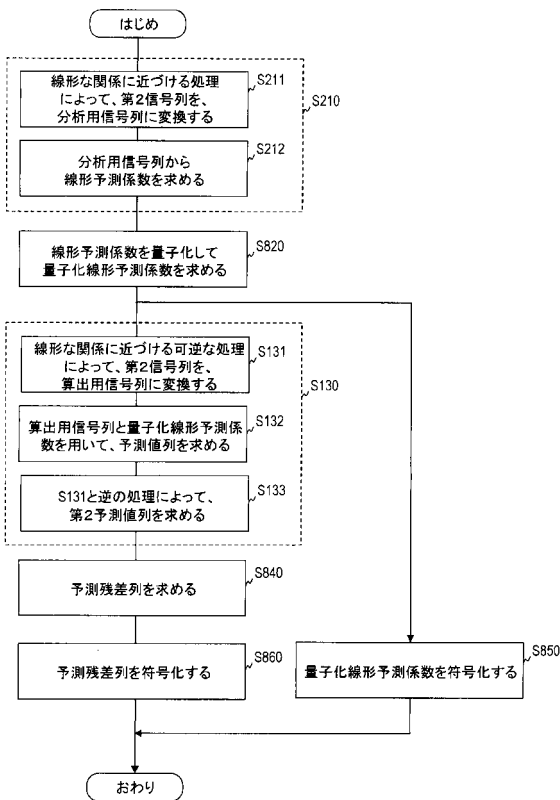 はじめ
線形な関係に近づける処理
によって、第2信号列を、
分析用信号列に変換する
S211
S210
分析用信号列から
線形予測係数を求める
S212
線形予測係数を量子化して
量子化線形予測係数を求める
S820
線形な関係に近づける可逆な処理
によって、第2信号列を、
算出用信号列に変換する
S131
S130
算出用信号列と量子化線形予測係
数を用いて、予測値列を求める
S132
S131と逆の処理によって、
第2予測値列を求める
S133
予測残差列を求める
S840
予測残差列を符号化する
S860
量子化線形予測係数を符号化する
S850
おわり